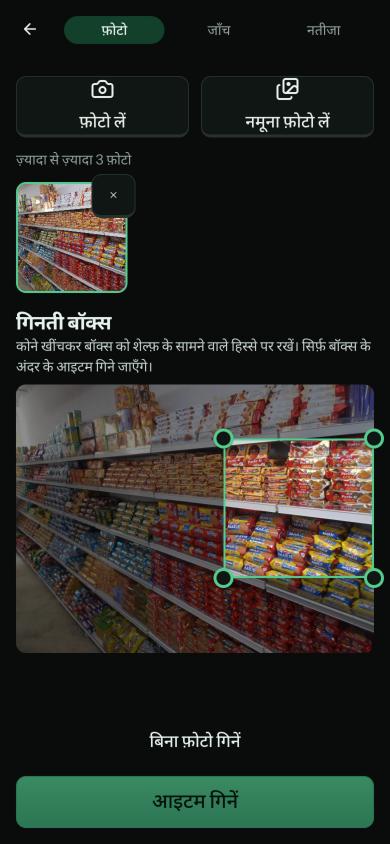 फ़ोटो
जाँच
नतीजा
फ़ोटो लें
नमूना फ़ोटो लें
ज़्यादा से ज़्यादा 3 फ़ोटो
×
गिनती बॉक्स
कोने खींचकर बॉक्स को शेल्फ़ के सामने वाले हिस्से पर रखें। सिर्फ़ बॉक्स के
अंदर के आइटम गिने जाएँगे।
बिना फ़ोटो गिनें
आइटम गिनें